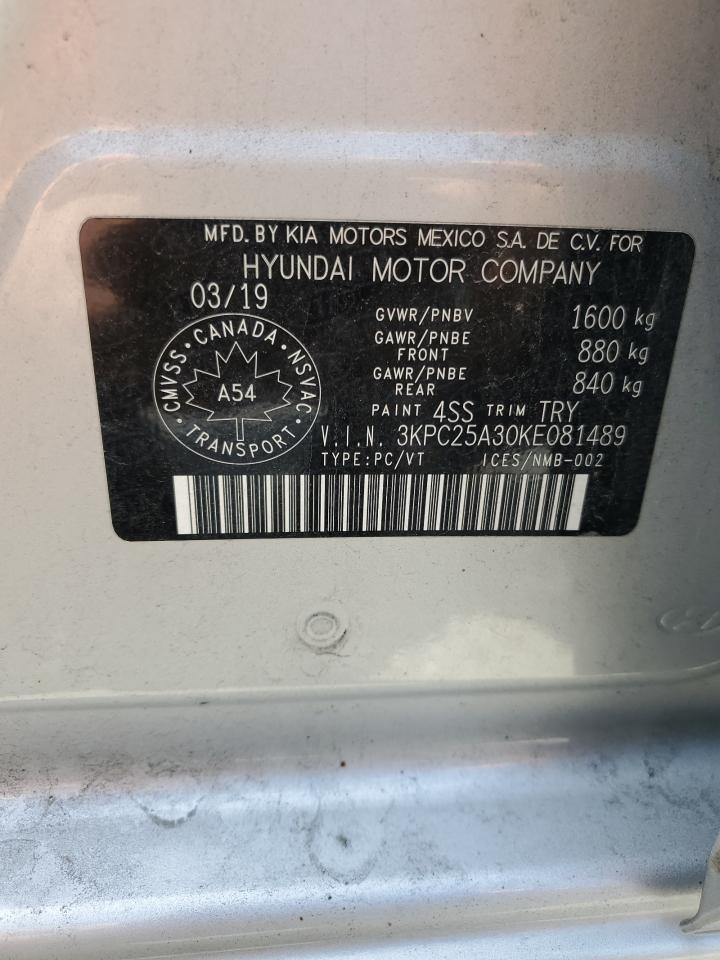 MFD. BY KIA MOTORS MEXICO S.A. DE C.V. FOR
HYUNDAI MOTOR COMPANY
03/19
GVWR/PNBV 1600 kg
GAWR/PNBE FRONT 880 kg
GAWR/PNBE REAR 840 kg
PAINT 4SS TRIM TRY
CMVSS · CANADA · NSVAC
A54
· TRANSPORT ·
V.I.N. 3KPC25A30KE081489
TYPE:PC/VT ICES/NMB-002